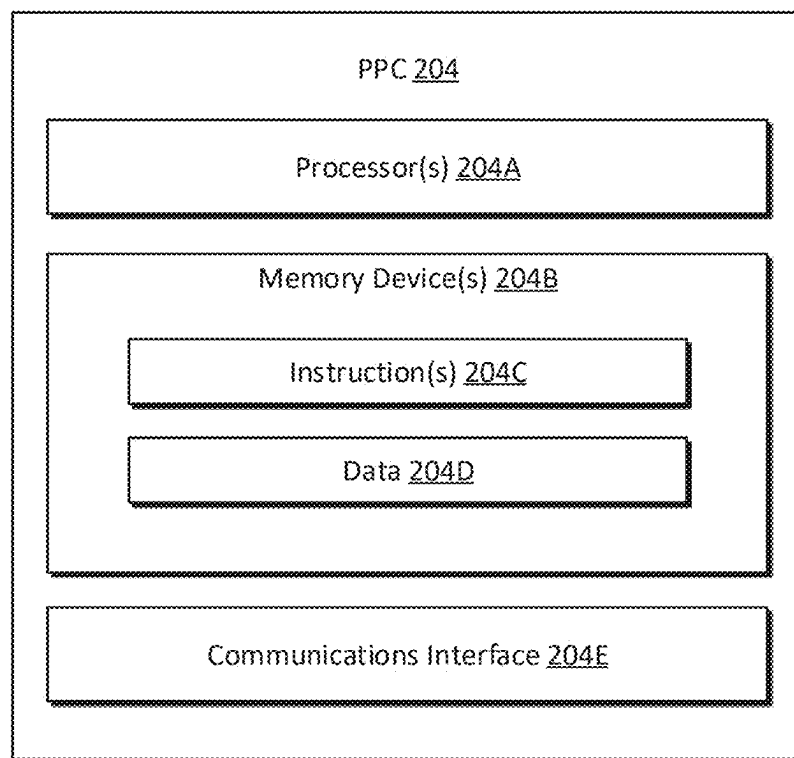 PPC 204
Processor(s) 204A
Memory Device(s) 204B
Instruction(s) 204C
Data 204D
Communications Interface 204E